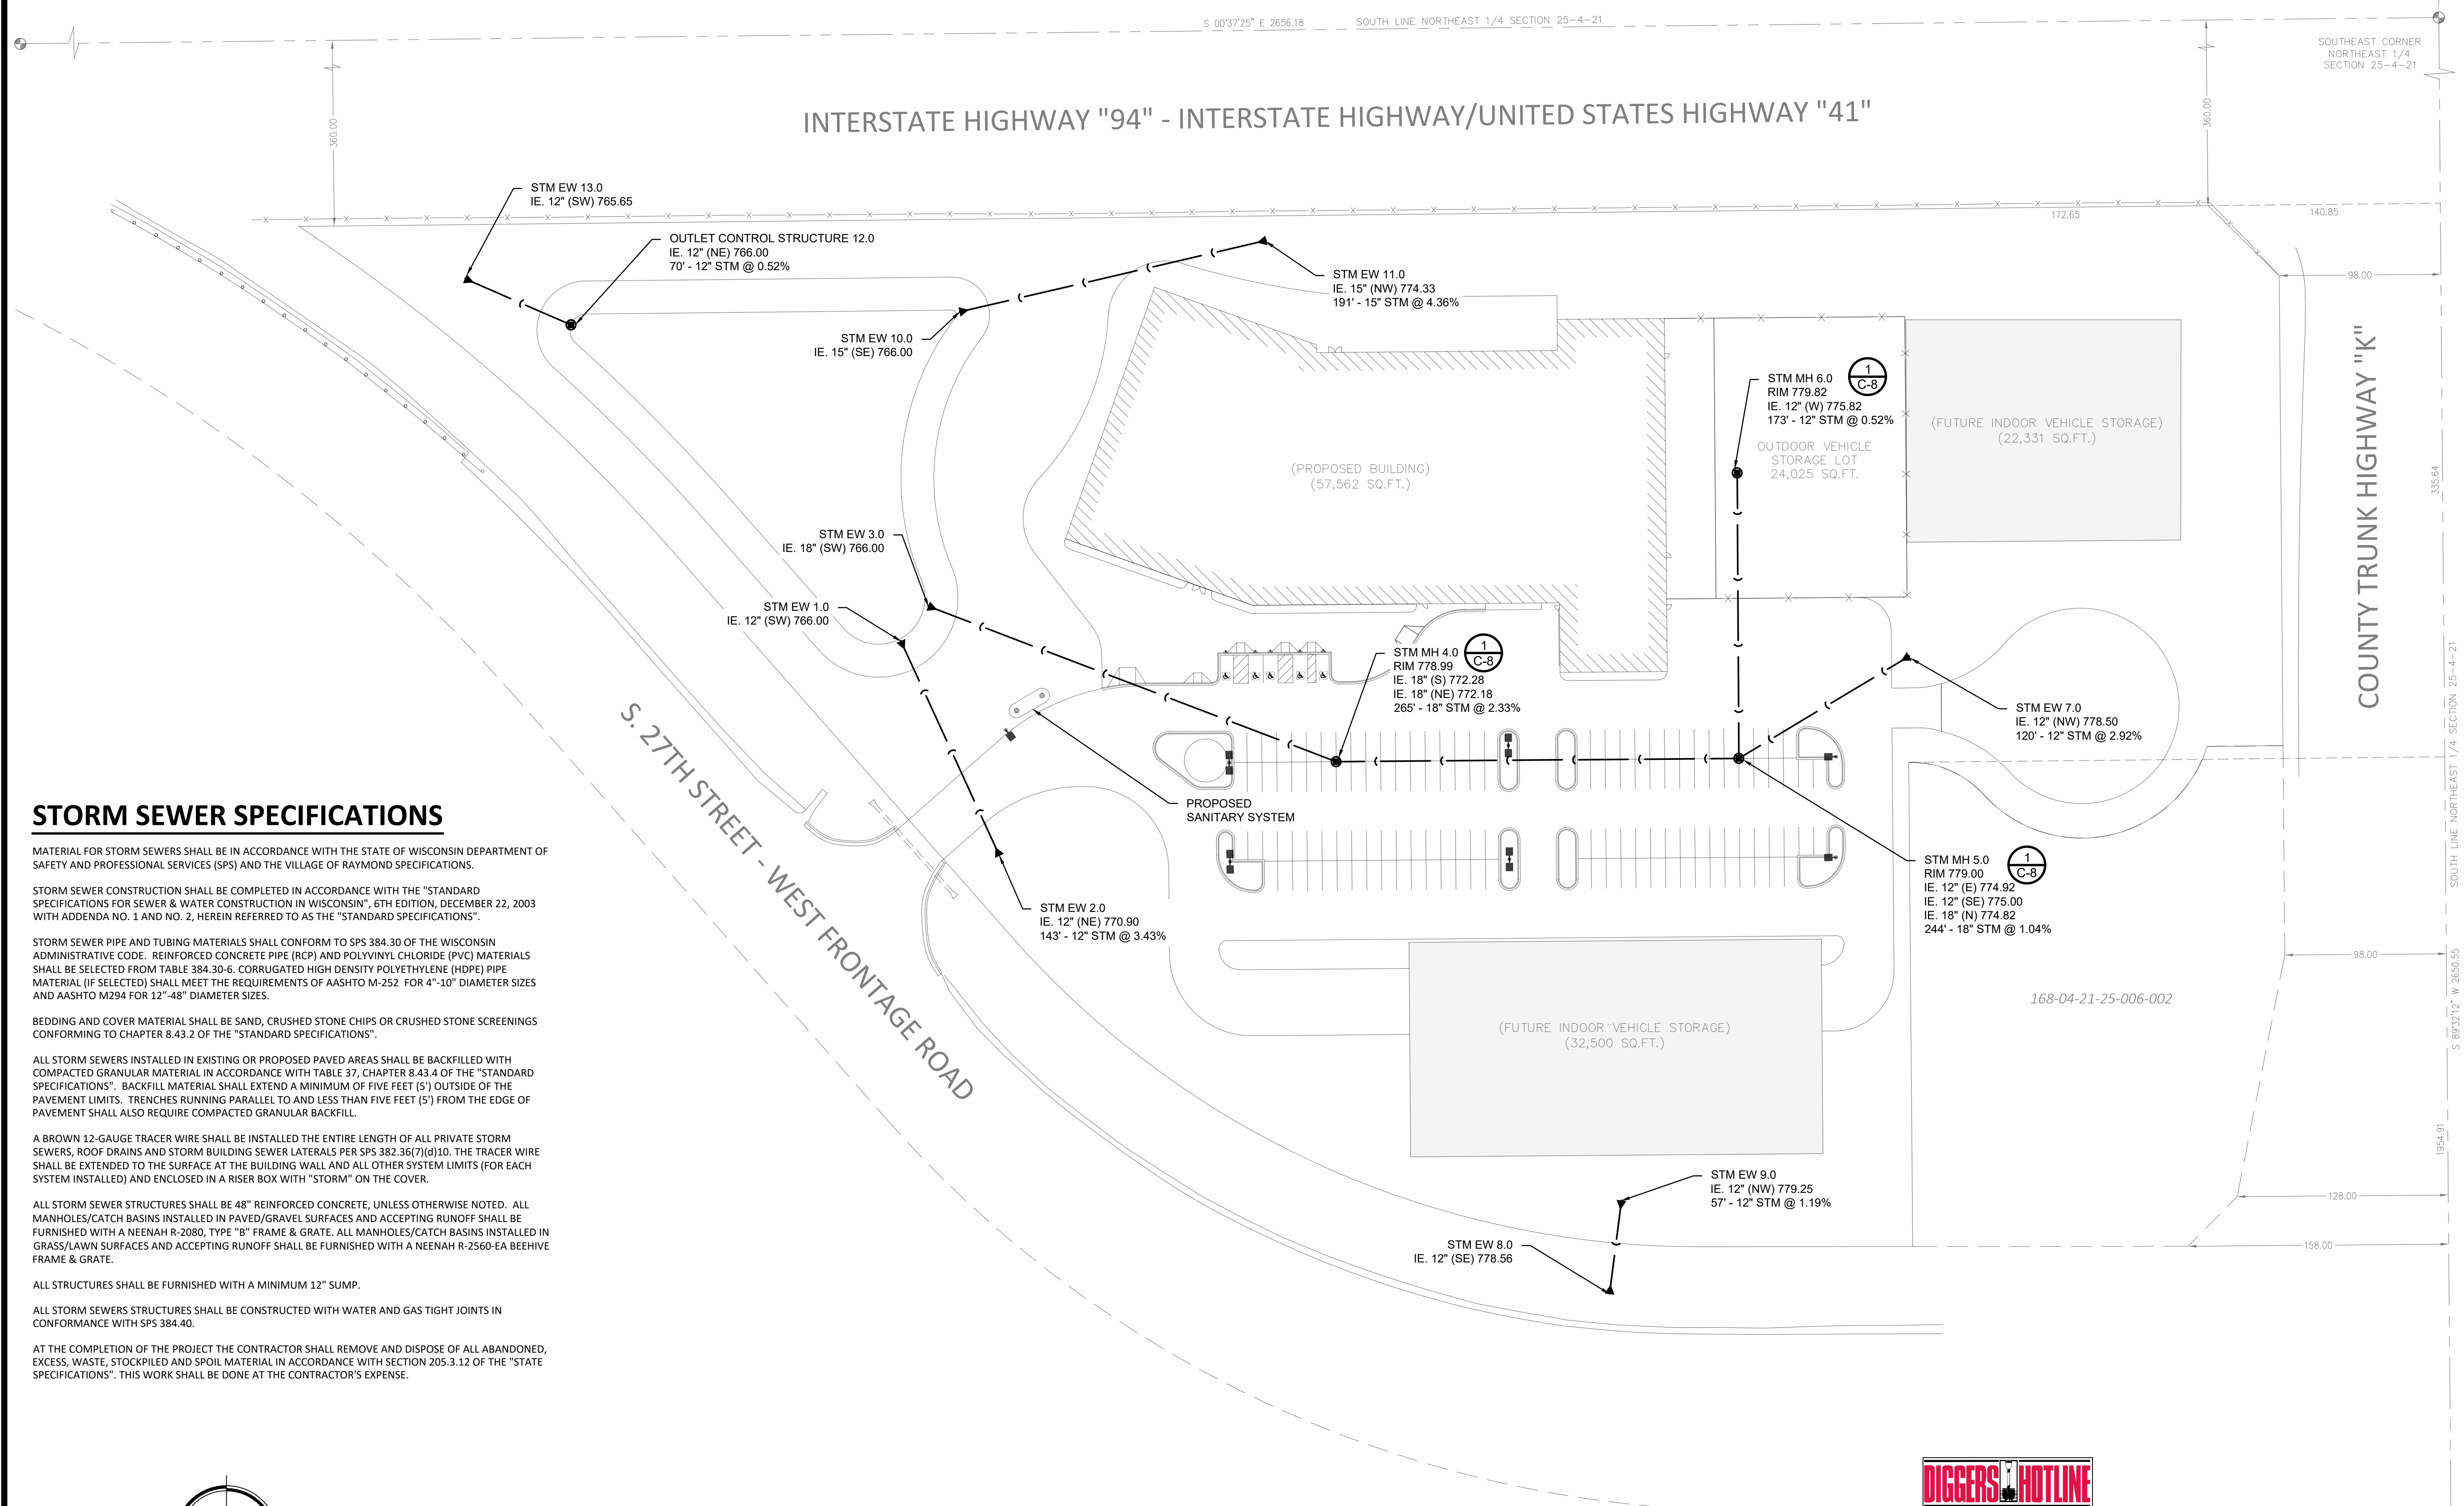 S 00°37'25" E 2656.18
SOUTH LINE NORTHEAST 1/4 SECTION 25-4-21
SOUTHEAST CORNER
NORTHEAST 1/4
SECTION 25-4-21
360.00
360.00
INTERSTATE HIGHWAY "94" - INTERSTATE HIGHWAY/UNITED STATES HIGHWAY "41"
STM EW 13.0
IE. 12" (SW) 765.65
172.65
140.85
OUTLET CONTROL STRUCTURE 12.0
IE. 12" (NE) 766.00
70' - 12" STM @ 0.52%
STM EW 11.0
IE. 15" (NW) 774.33
191' - 15" STM @ 4.36%
98.00
STM EW 10.0
IE. 15" (SE) 766.00
STM MH 6.0
RIM 779.82
IE. 12" (W) 775.82
173' - 12" STM @ 0.52%
1
C-8
OUTDOOR VEHICLE
STORAGE LOT
24,025 SQ.FT.
(FUTURE INDOOR VEHICLE STORAGE)
(22,331 SQ.FT.)
(PROPOSED BUILDING)
(57,562 SQ.FT.)
COUNTY TRUNK HIGHWAY "K"
335.64
STM EW 3.0
IE. 18" (SW) 766.00
STM EW 1.0
IE. 12" (SW) 766.00
STM MH 4.0
RIM 778.99
IE. 18" (S) 772.28
IE. 18" (NE) 772.18
265' - 18" STM @ 2.33%
1
C-8
STM EW 7.0
IE. 12" (NW) 778.50
120' - 12" STM @ 2.92%
S. 27TH STREET - WEST FRONTAGE ROAD
PROPOSED
SANITARY SYSTEM
STM EW 2.0
IE. 12" (NE) 770.90
143' - 12" STM @ 3.43%
STM MH 5.0
RIM 779.00
IE. 12" (E) 774.92
IE. 12" (SE) 775.00
IE. 18" (N) 774.82
244' - 18" STM @ 1.04%
1
C-8
SOUTH LINE NORTHEAST 1/4 SECTION 25-4-21
S 89°32'12" W 2650.55
98.00
168-04-21-25-006-002
(FUTURE INDOOR VEHICLE STORAGE)
(32,500 SQ.FT.)
1954.91
STM EW 9.0
IE. 12" (NW) 779.25
57' - 12" STM @ 1.19%
128.00
STM EW 8.0
IE. 12" (SE) 778.56
158.00
STORM SEWER SPECIFICATIONS
MATERIAL FOR STORM SEWERS SHALL BE IN ACCORDANCE WITH THE STATE OF WISCONSIN DEPARTMENT OF
SAFETY AND PROFESSIONAL SERVICES (SPS) AND THE VILLAGE OF RAYMOND SPECIFICATIONS.
STORM SEWER CONSTRUCTION SHALL BE COMPLETED IN ACCORDANCE WITH THE "STANDARD
SPECIFICATIONS FOR SEWER & WATER CONSTRUCTION IN WISCONSIN", 6TH EDITION, DECEMBER 22, 2003
WITH ADDENDA NO. 1 AND NO. 2, HEREIN REFERRED TO AS THE "STANDARD SPECIFICATIONS".
STORM SEWER PIPE AND TUBING MATERIALS SHALL CONFORM TO SPS 384.30 OF THE WISCONSIN
ADMINISTRATIVE CODE. REINFORCED CONCRETE PIPE (RCP) AND POLYVINYL CHLORIDE (PVC) MATERIALS
SHALL BE SELECTED FROM TABLE 384.30-6. CORRUGATED HIGH DENSITY POLYETHYLENE (HDPE) PIPE
MATERIAL (IF SELECTED) SHALL MEET THE REQUIREMENTS OF AASHTO M-252 FOR 4"-10" DIAMETER SIZES
AND AASHTO M294 FOR 12"-48" DIAMETER SIZES.
BEDDING AND COVER MATERIAL SHALL BE SAND, CRUSHED STONE CHIPS OR CRUSHED STONE SCREENINGS
CONFORMING TO CHAPTER 8.43.2 OF THE "STANDARD SPECIFICATIONS".
ALL STORM SEWERS INSTALLED IN EXISTING OR PROPOSED PAVED AREAS SHALL BE BACKFILLED WITH
COMPACTED GRANULAR MATERIAL IN ACCORDANCE WITH TABLE 37, CHAPTER 8.43.4 OF THE "STANDARD
SPECIFICATIONS". BACKFILL MATERIAL SHALL EXTEND A MINIMUM OF FIVE FEET (5') OUTSIDE OF THE
PAVEMENT LIMITS. TRENCHES RUNNING PARALLEL TO AND LESS THAN FIVE FEET (5') FROM THE EDGE OF
PAVEMENT SHALL ALSO REQUIRE COMPACTED GRANULAR BACKFILL.
A BROWN 12-GAUGE TRACER WIRE SHALL BE INSTALLED THE ENTIRE LENGTH OF ALL PRIVATE STORM
SEWERS, ROOF DRAINS AND STORM BUILDING SEWER LATERALS PER SPS 382.36(7)(d)10. THE TRACER WIRE
SHALL BE EXTENDED TO THE SURFACE AT THE BUILDING WALL AND ALL OTHER SYSTEM LIMITS (FOR EACH
SYSTEM INSTALLED) AND ENCLOSED IN A RISER BOX WITH "STORM" ON THE COVER.
ALL STORM SEWER STRUCTURES SHALL BE 48" REINFORCED CONCRETE, UNLESS OTHERWISE NOTED. ALL
MANHOLES/CATCH BASINS INSTALLED IN PAVED/GRAVEL SURFACES AND ACCEPTING RUNOFF SHALL BE
FURNISHED WITH A NEENAH R-2080, TYPE "B" FRAME & GRATE. ALL MANHOLES/CATCH BASINS INSTALLED IN
GRASS/LAWN SURFACES AND ACCEPTING RUNOFF SHALL BE FURNISHED WITH A NEENAH R-2560-EA BEEHIVE
FRAME & GRATE.
ALL STRUCTURES SHALL BE FURNISHED WITH A MINIMUM 12" SUMP.
ALL STORM SEWERS STRUCTURES SHALL BE CONSTRUCTED WITH WATER AND GAS TIGHT JOINTS IN
CONFORMANCE WITH SPS 384.40.
AT THE COMPLETION OF THE PROJECT THE CONTRACTOR SHALL REMOVE AND DISPOSE OF ALL ABANDONED,
EXCESS, WASTE, STOCKPILED AND SPOIL MATERIAL IN ACCORDANCE WITH SECTION 205.3.12 OF THE "STATE
SPECIFICATIONS". THIS WORK SHALL BE DONE AT THE CONTRACTOR'S EXPENSE.
DIGGERS HOTLINE